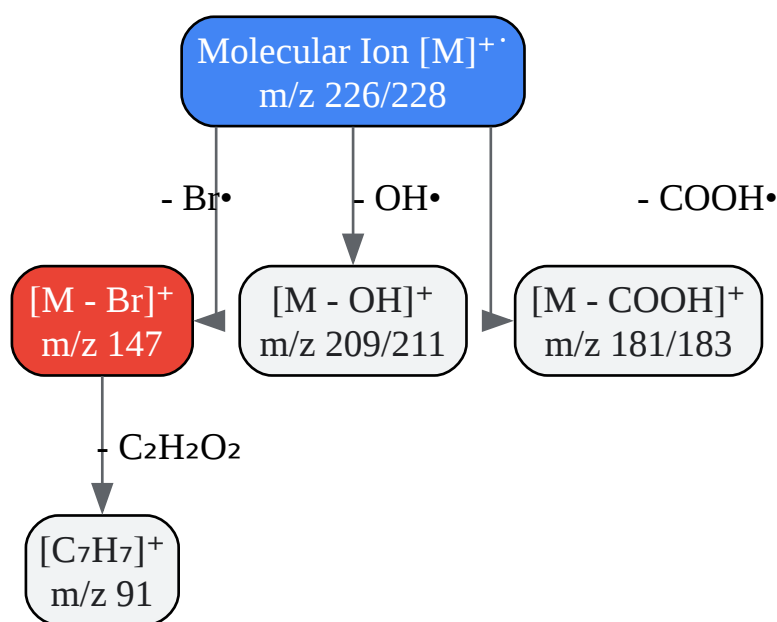 Molecular Ion [M]⁺˙
m/z 226/228
- Br•
- OH•
- COOH•
[M - Br]⁺
m/z 147
[M - OH]⁺
m/z 209/211
[M - COOH]⁺
m/z 181/183
- C₂H₂O₂
[C₇H₇]⁺
m/z 91